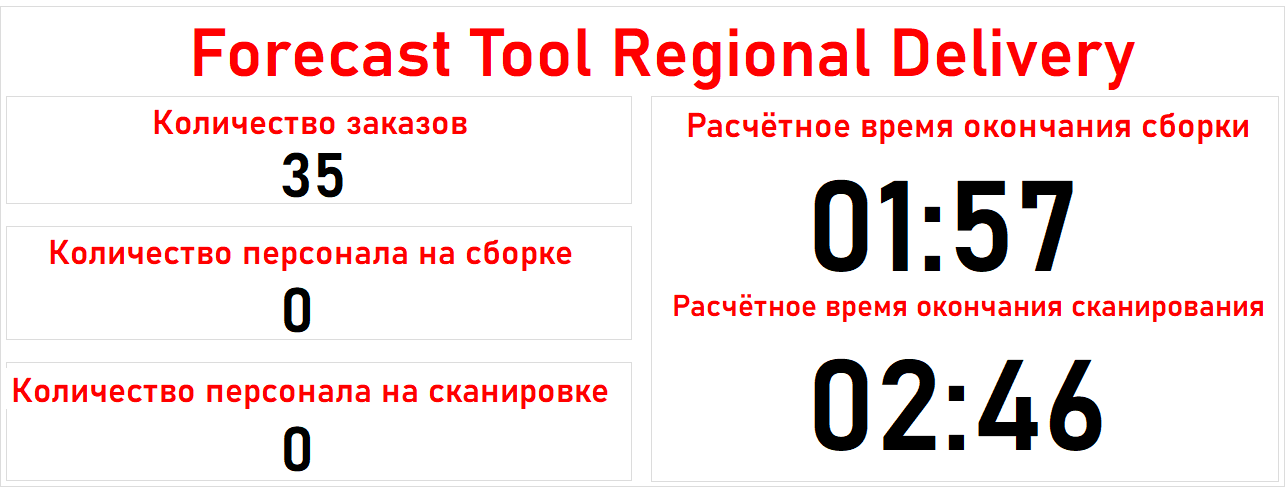 Forecast Tool Regional Delivery
Количество заказов
35
Количество персонала на сборке
0
Количество персонала на сканировке
0
Расчётное время окончания сборки
01:57
Расчётное время окончания сканирования
02:46